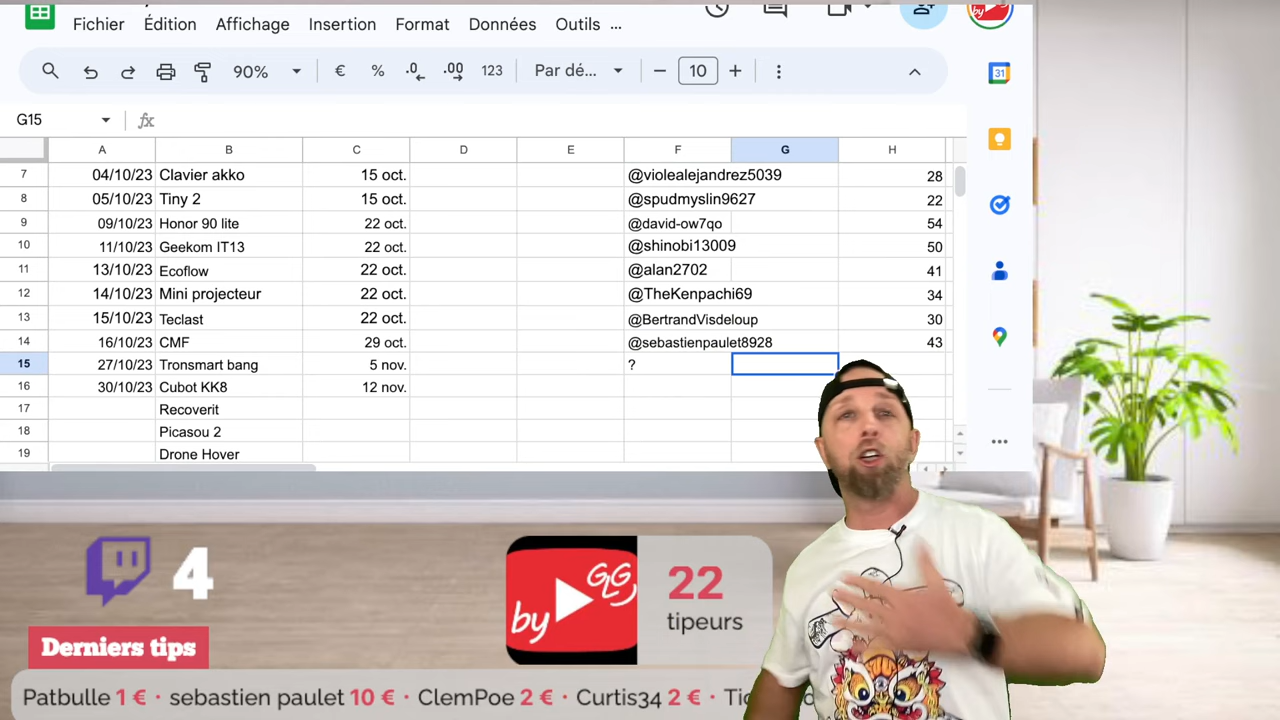 Fichier Édition Affichage Insertion Format Données Outils ...
90% € % .0 .00 123 Par dé... 10
31
G15 fx
A B C D E F G H
7 04/10/23 Clavier akko 15 oct. @violealejandrez5039 28
8 05/10/23 Tiny 2 15 oct. @spudmyslin9627 22
9 09/10/23 Honor 90 lite 22 oct. @david-ow7qo 54
10 11/10/23 Geekom IT13 22 oct. @shinobi13009 50
11 13/10/23 Ecoflow 22 oct. @alan2702 41
12 14/10/23 Mini projecteur 22 oct. @TheKenpachi69 34
13 15/10/23 Teclast 22 oct. @BertrandVisdeloup 30
14 16/10/23 CMF 29 oct. @sebastienpaulet8928 43
15 27/10/23 Tronsmart bang 5 nov. ?
16 30/10/23 Cubot KK8 12 nov.
17 Recoverit
18 Picasou 2
19 Drone Hover
4
by GLG
22
tipeurs
Derniers tips
Patbulle 1 € · sebastien paulet 10 € · ClemPoe 2 € · Curtis34 2 € ·